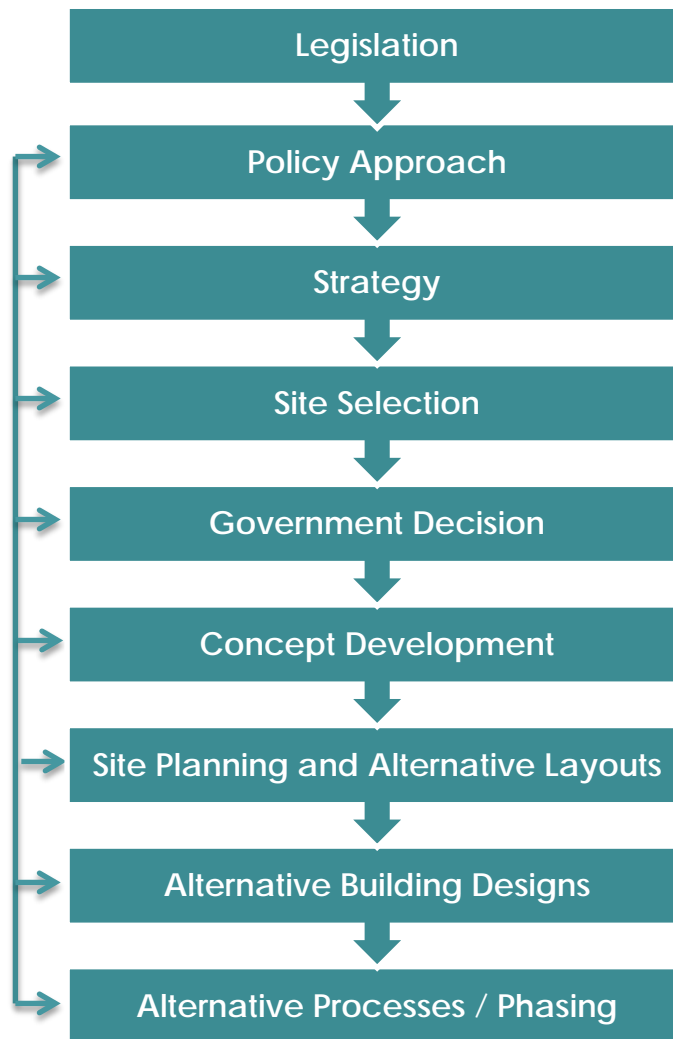 Legislation
Policy Approach
Strategy
Site Selection
Government Decision
Concept Development
Site Planning and Alternative Layouts
Alternative Building Designs
Alternative Processes / Phasing